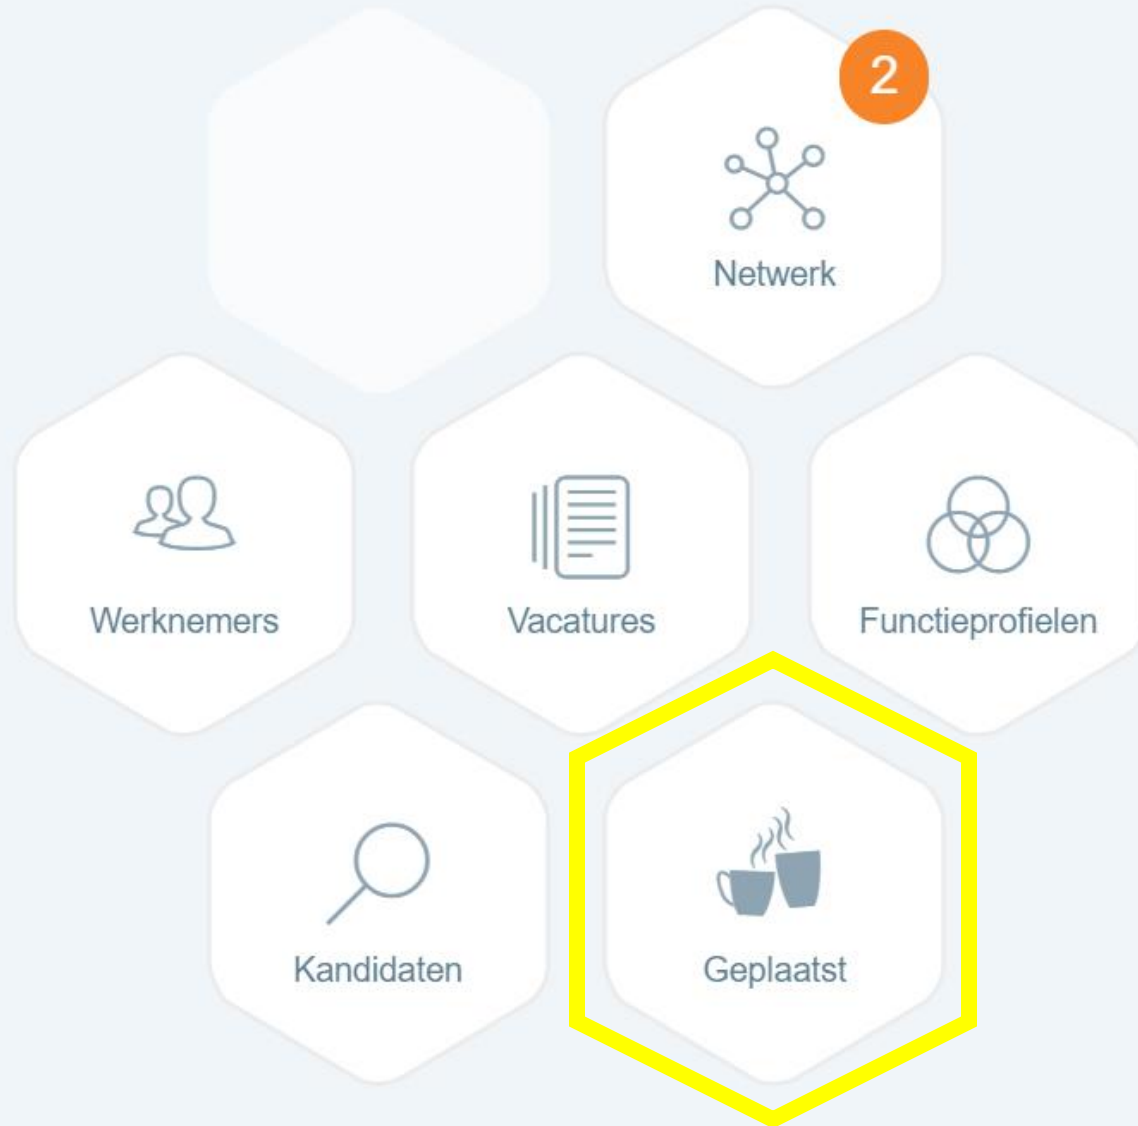 2
Netwerk
Werknemers
Vacatures
Functieprofielen
Kandidaten
Geplaatst